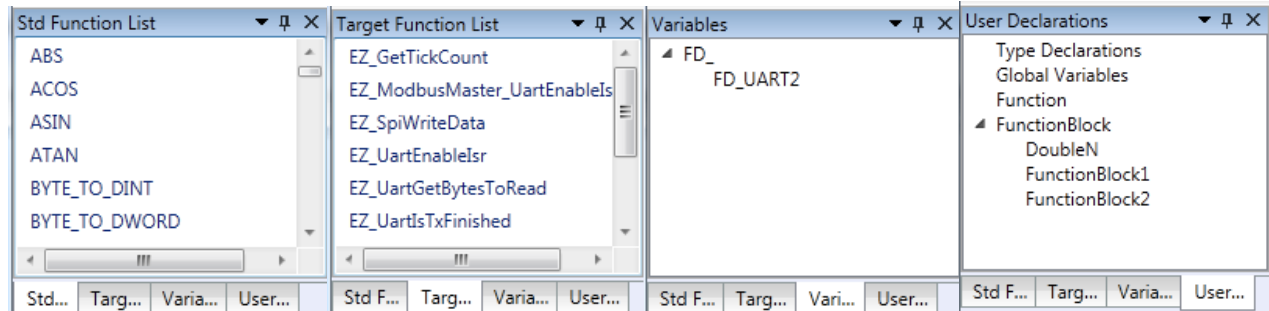 Std Function List
ABS
ACOS
ASIN
ATAN
BYTE_TO_DINT
BYTE_TO_DWORD
Std... Targ... Varia... User...
Target Function List
EZ_GetTickCount
EZ_ModbusMaster_UartEnableIs
EZ_SpiWriteData
EZ_UartEnableIsr
EZ_UartGetBytesToRead
EZ_UartIsTxFinished
Std F... Targ... Varia... User...
Variables
FD_
FD_UART2
Std F... Targ... Vari... User...
User Declarations
Type Declarations
Global Variables
Function
FunctionBlock
DoubleN
FunctionBlock1
FunctionBlock2
Std F... Targ... Varia... User...